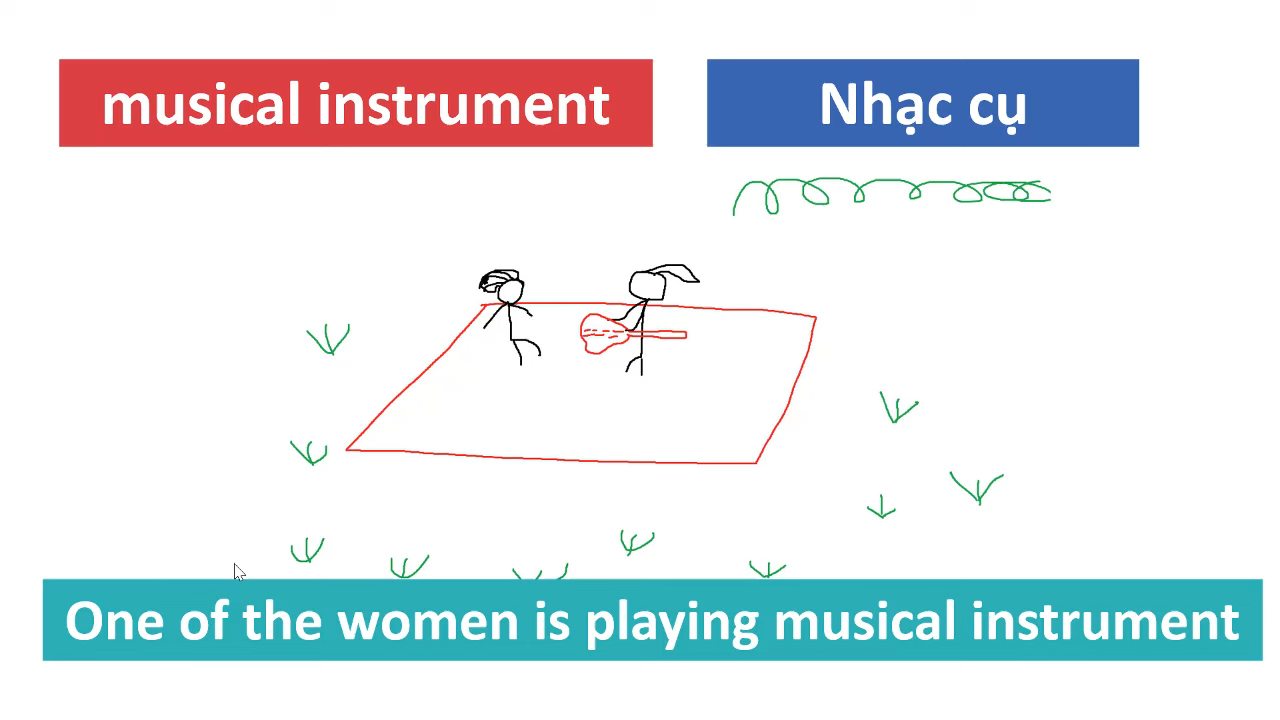 musical instrument
Nhạc cụ
One of the women is playing musical instrument